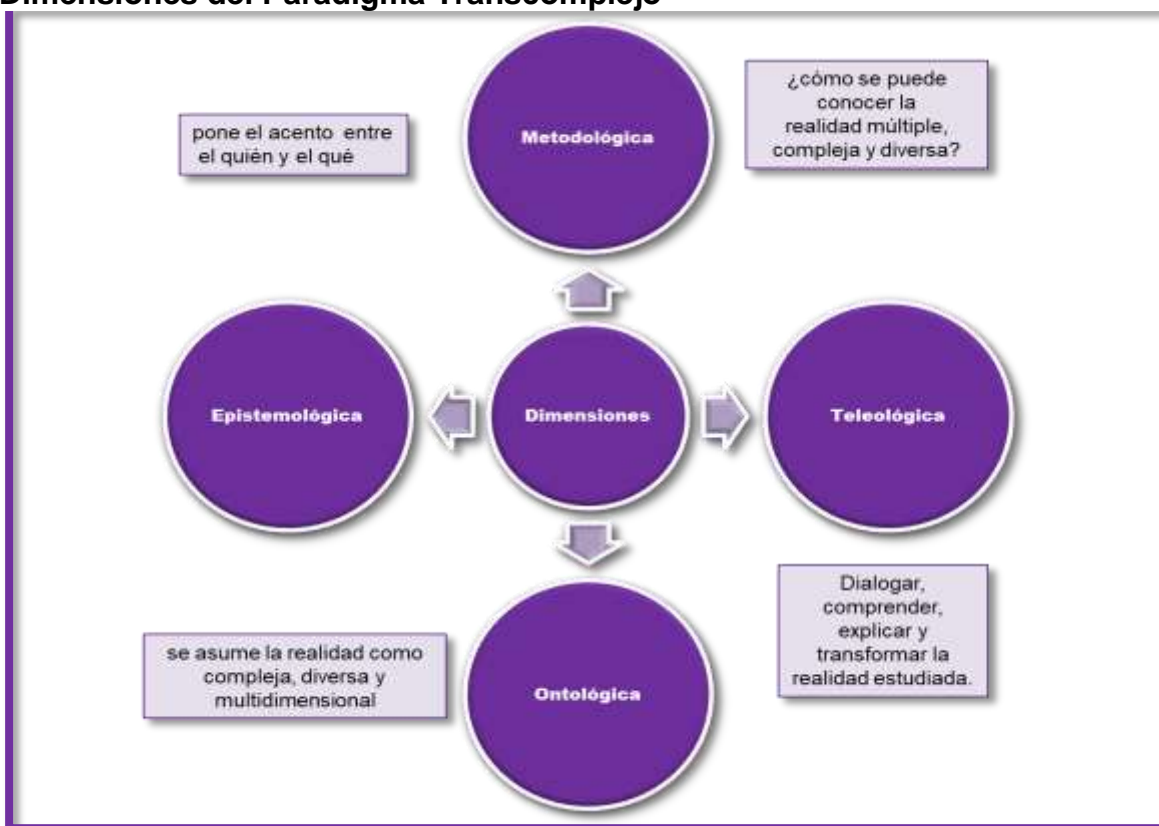 Dimensiones del Paradigma Transcomplejo
¿cómo se puede
conocer la
realidad múltiple,
compleja y diversa?
pone el acento entre
el quién y el qué
Metodológica
Epistemológica
Dimensiones
Teleológica
Dialogar,
comprender,
explicar y
transformar la
realidad estudiada.
se asume la realidad como
compleja, diversa y
multidimensional
Ontológica